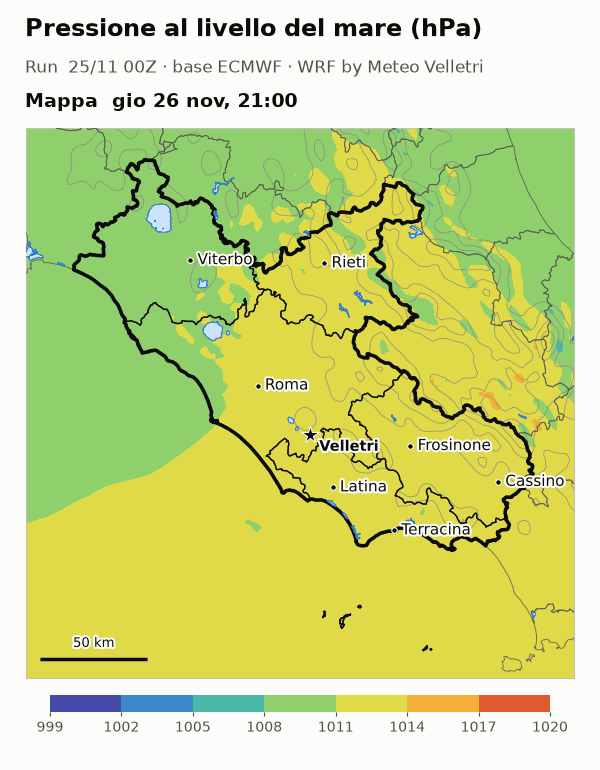 Pressione al livello del mare (hPa)
Run  25/11 00Z · base ECMWF · WRF by Meteo Velletri
Mappa  gio 26 nov, 21:00
Viterbo
Rieti
Roma
Velletri
Frosinone
Cassino
Latina
Terracina
50 km
999 1002 1005 1008 1011 1014 1017 1020